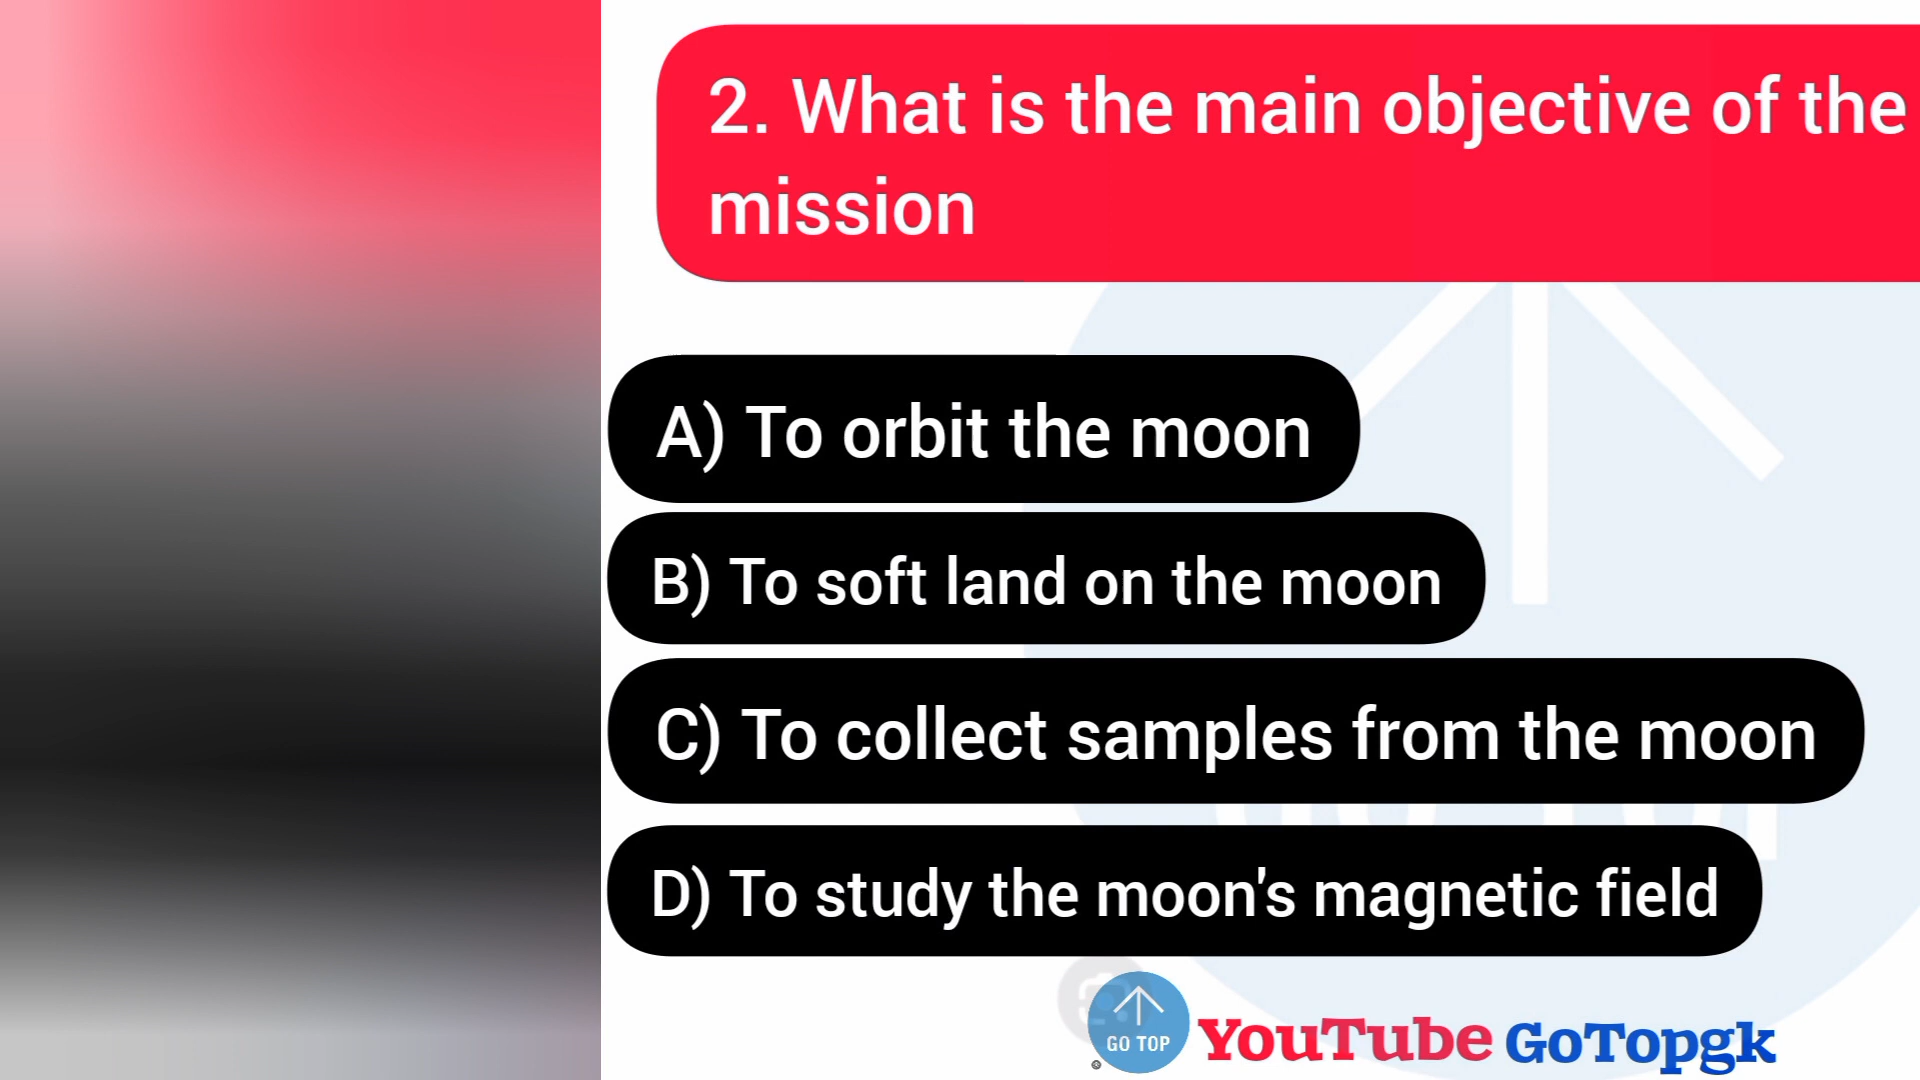 2. What is the main objective of the
mission
A) To orbit the moon
B) To soft land on the moon
C) To collect samples from the moon
D) To study the moon's magnetic field
GO TOP
YouTube GoTopgk